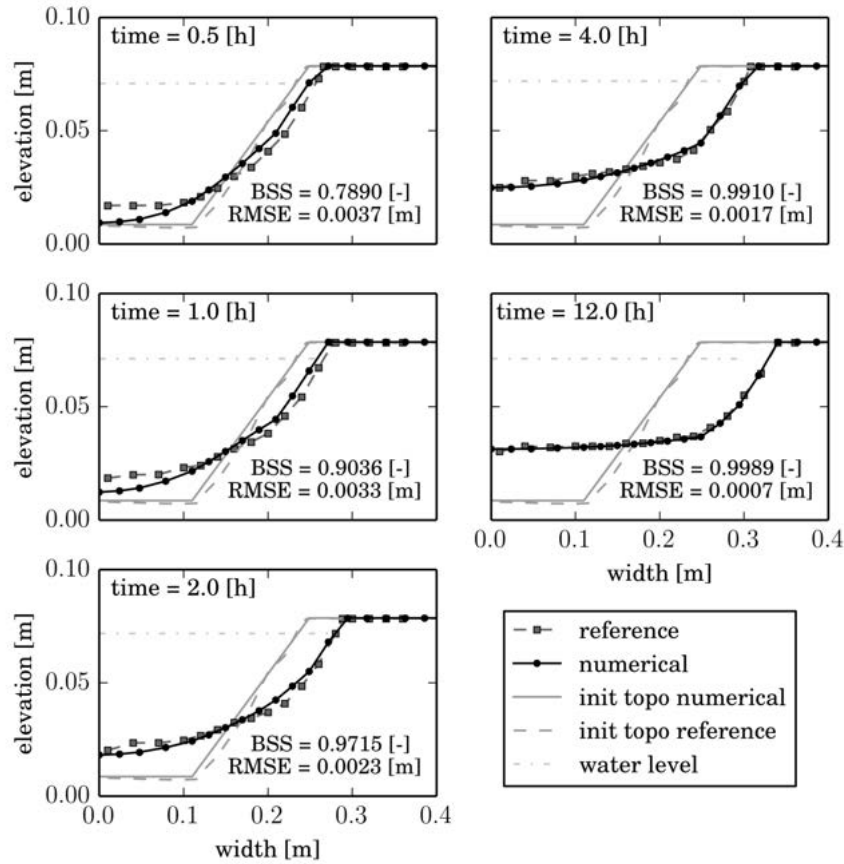 0.10
time = 0.5 [h]
elevation [m]
0.05
BSS = 0.7890 [-]
RMSE = 0.0037 [m]
0.00
time = 4.0 [h]
BSS = 0.9910 [-]
RMSE = 0.0017 [m]
0.10
time = 1.0 [h]
elevation [m]
0.05
BSS = 0.9036 [-]
RMSE = 0.0033 [m]
0.00
time = 12.0 [h]
BSS = 0.9989 [-]
RMSE = 0.0007 [m]
0.0 0.1 0.2 0.3 0.4
width [m]
0.10
time = 2.0 [h]
elevation [m]
0.05
BSS = 0.9715 [-]
RMSE = 0.0023 [m]
0.00
0.0 0.1 0.2 0.3 0.4
width [m]
reference
numerical
init topo numerical
init topo reference
water level